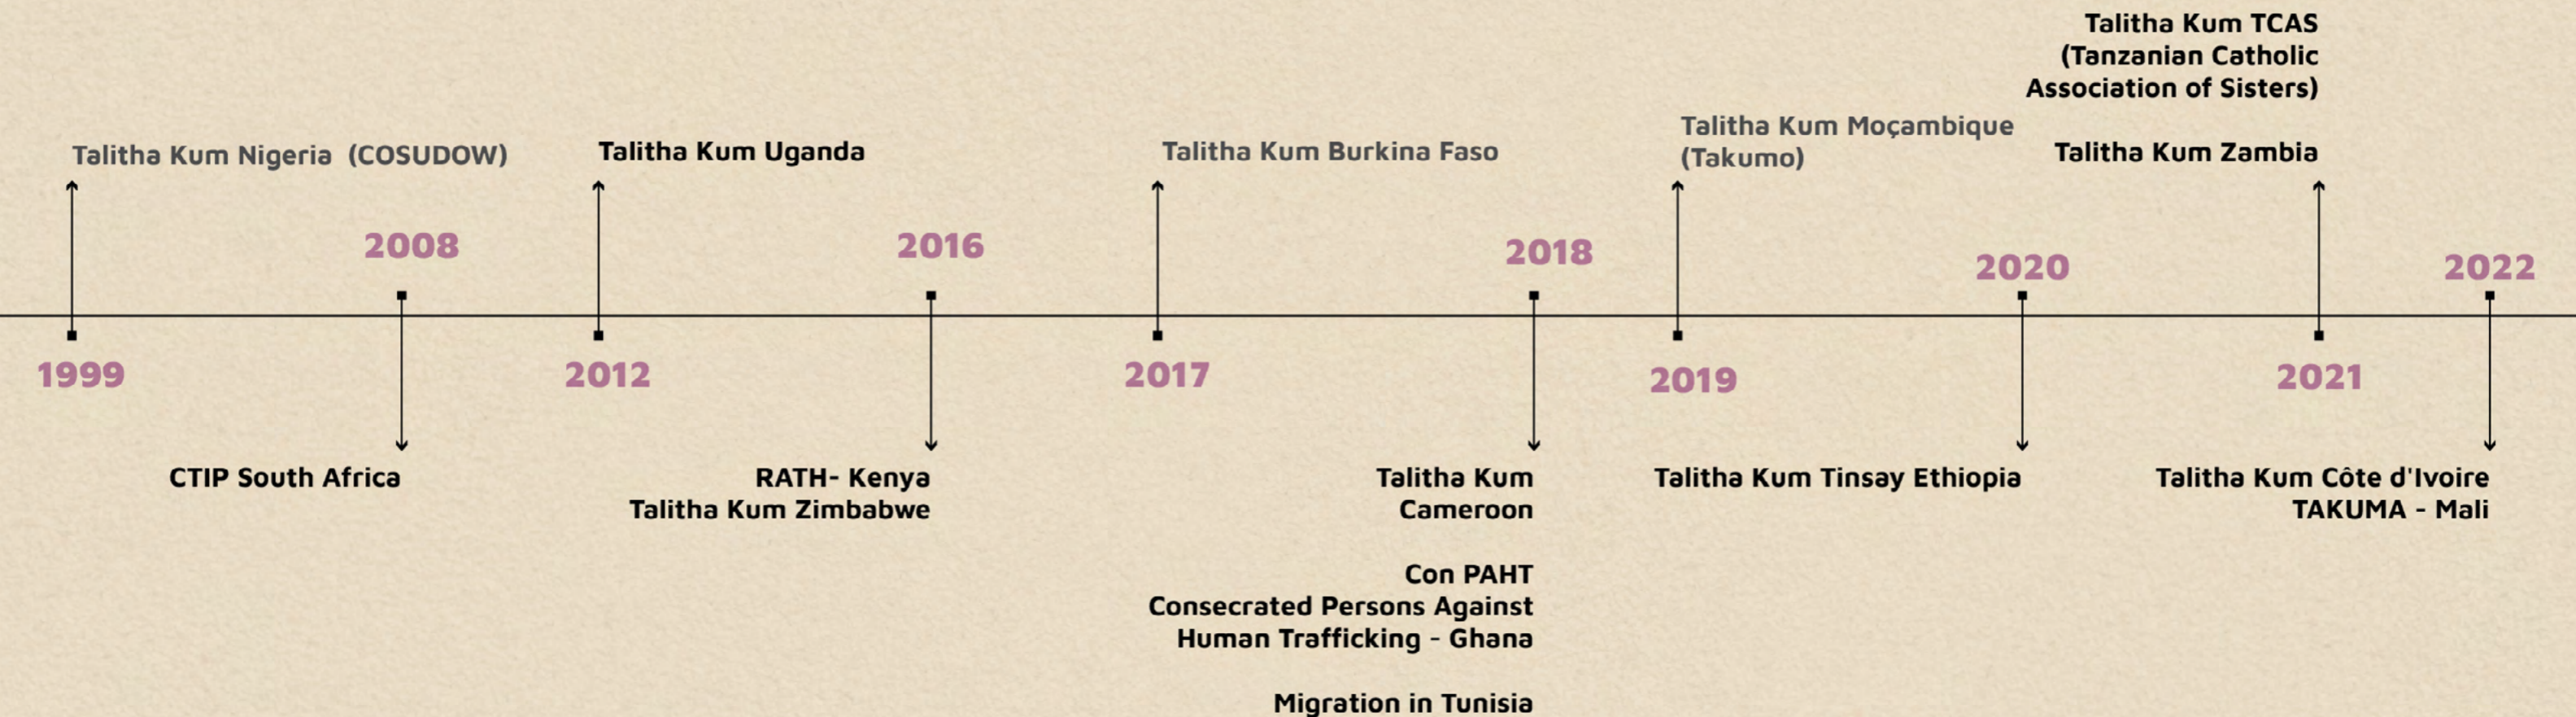 Talitha Kum TCAS
(Tanzanian Catholic
Association of Sisters)
Talitha Kum Moçambique
(Takumo)
Talitha Kum Nigeria (COSUDOW)
Talitha Kum Uganda
Talitha Kum Burkina Faso
Talitha Kum Zambia
2008
2016
2018
2020
2022
1999
2012
2017
2019
2021
CTIP South Africa
RATH- Kenya
Talitha Kum Zimbabwe
Talitha Kum
Cameroon
Con PAHT
Consecrated Persons Against
Human Trafficking - Ghana
Migration in Tunisia
Talitha Kum Tinsay Ethiopia
Talitha Kum Côte d'Ivoire
TAKUMA - Mali